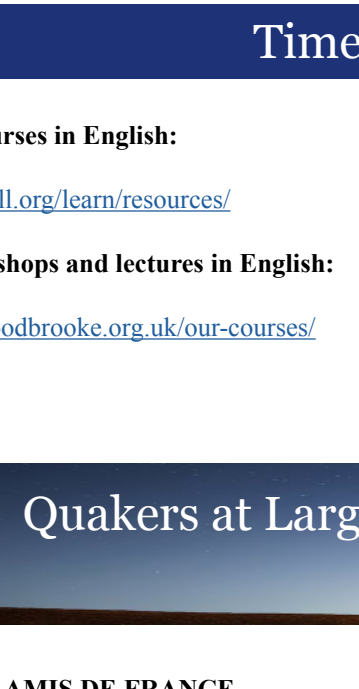 Time
urses in English:
ll.org/learn/resources/
shops and lectures in English:
odbrooke.org.uk/our-courses/
Quakers at Larg
AMIS DE FRANCE